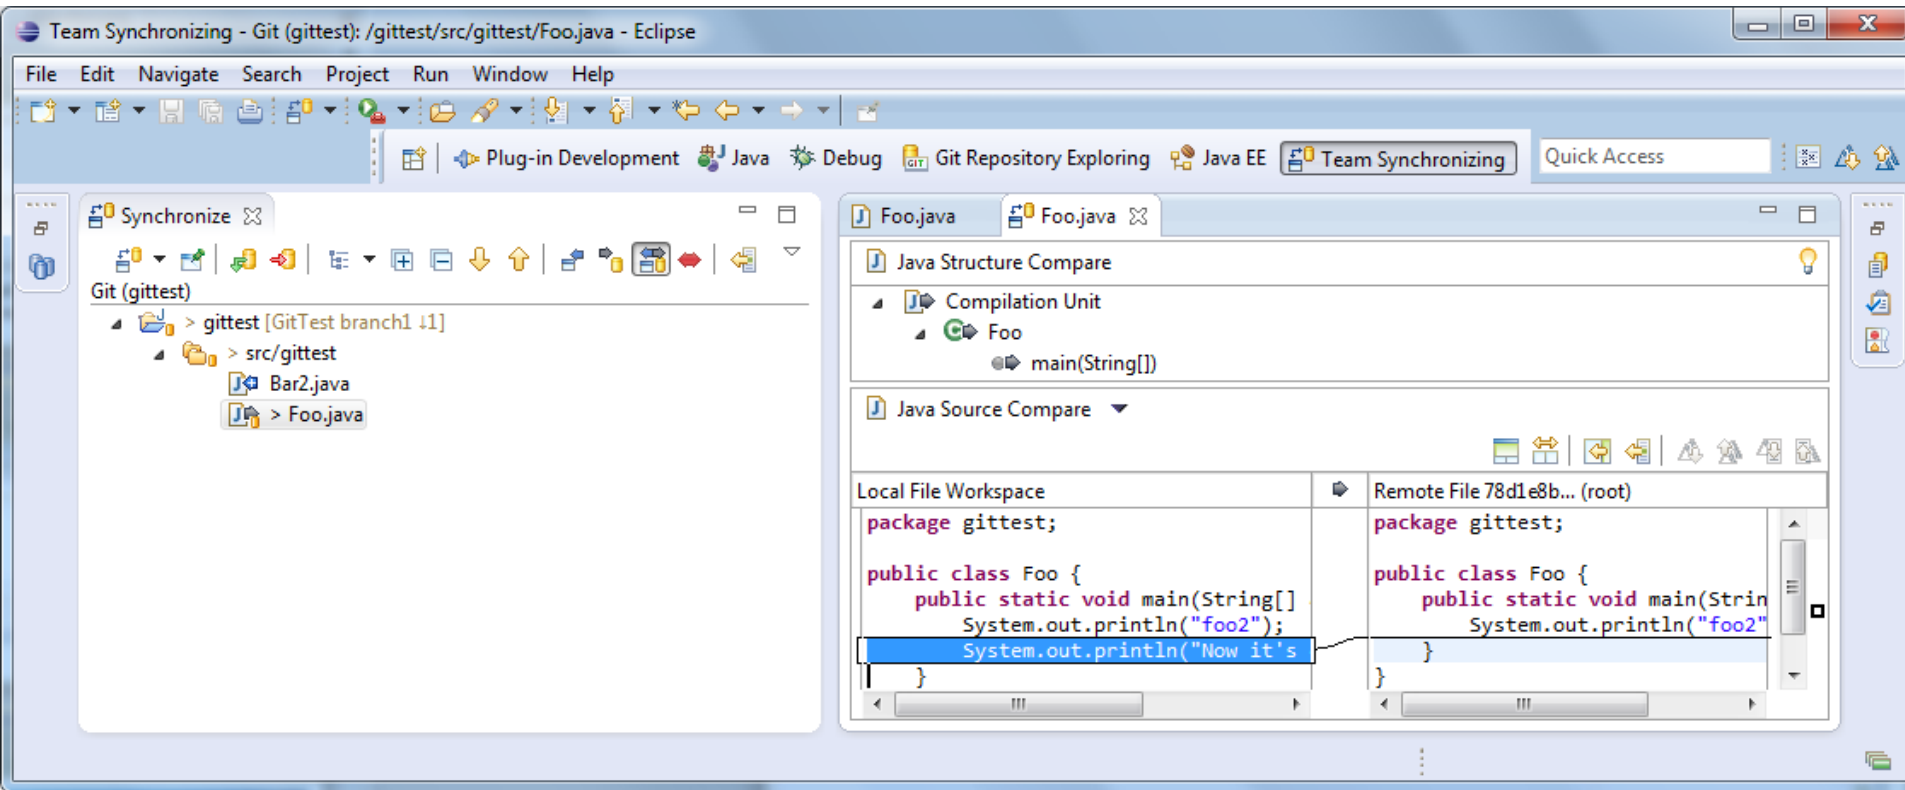 Team Synchronizing - Git (gittest): /gittest/src/gittest/Foo.java - Eclipse
File Edit Navigate Search Project Run Window Help
Plug-in Development Java Debug GIT Git Repository Exploring Java EE Team Synchronizing Quick Access
Synchronize
Git (gittest)
> gittest [GitTest branch1 ↓1]
> src/gittest
Bar2.java
> Foo.java
Foo.java Foo.java
Java Structure Compare
Compilation Unit
Foo
main(String[])
Java Source Compare
Local File Workspace
package gittest;
public class Foo {
public static void main(String[]
System.out.println("foo2");
System.out.println("Now it's
}
Remote File 78d1e8b... (root)
package gittest;
public class Foo {
public static void main(Strin
System.out.println("foo2"
}
}